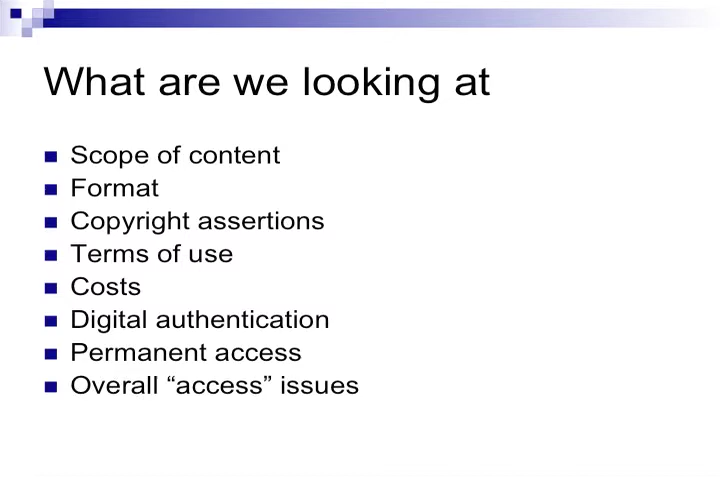 What are we looking at
Scope of content
Format
Copyright assertions
Terms of use
Costs
Digital authentication
Permanent access
Overall “access” issues